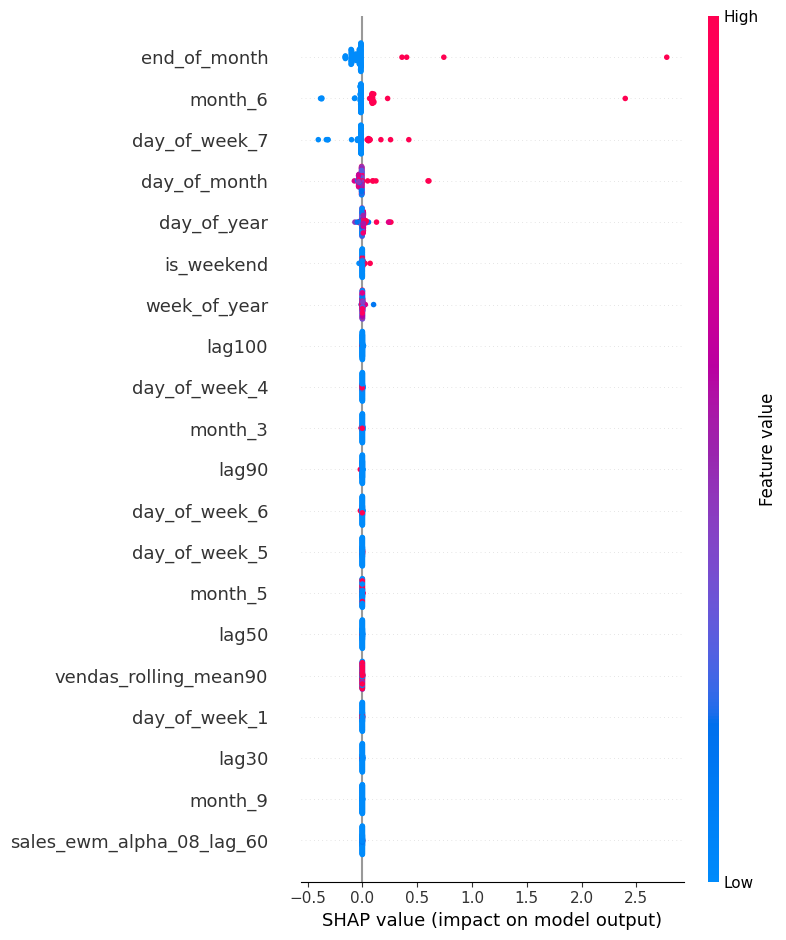 High
end_of_month
month_6
day_of_week_7
day_of_month
day_of_year
is_weekend
week_of_year
lag100
day_of_week_4
month_3
lag90
day_of_week_6
day_of_week_5
month_5
lag50
vendas_rolling_mean90
day_of_week_1
lag30
month_9
sales_ewm_alpha_08_lag_60
Feature value
Low
−0.5 0.0 0.5 1.0 1.5 2.0 2.5
SHAP value (impact on model output)